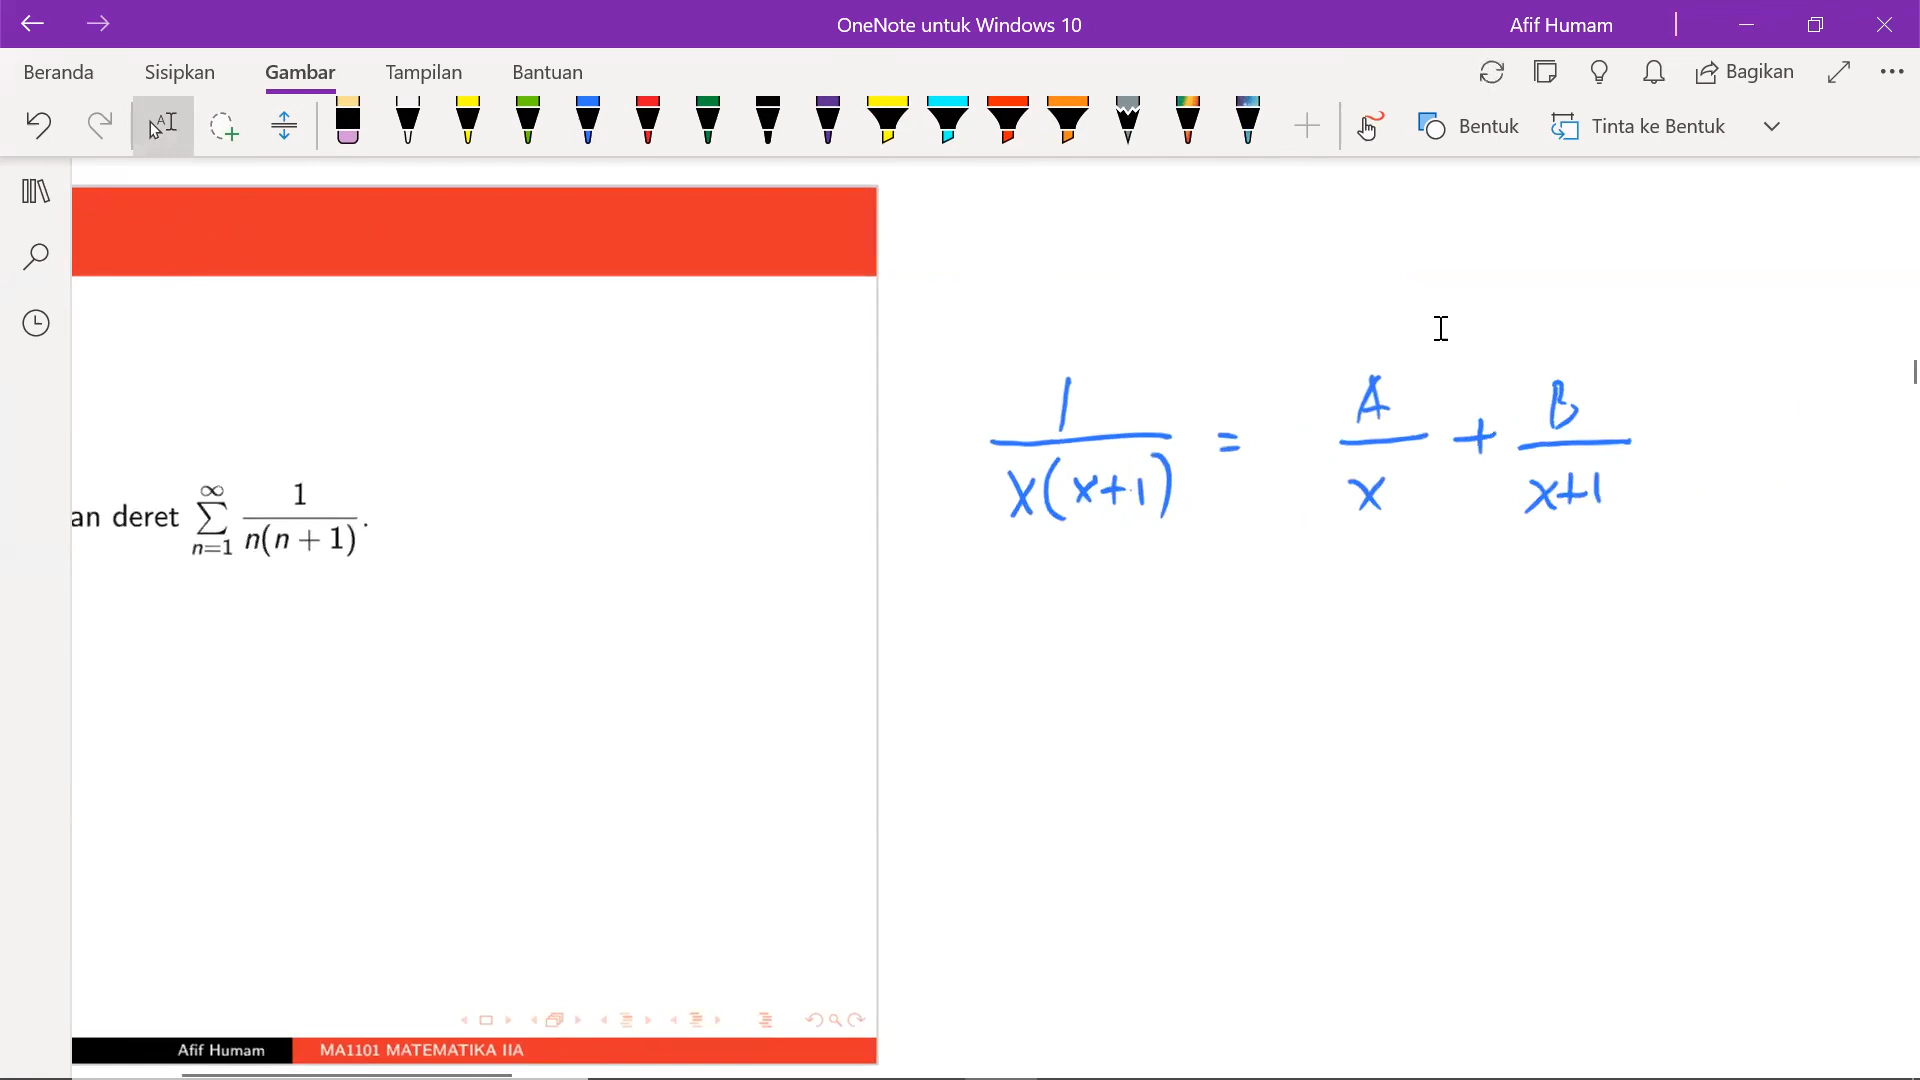 OneNote untuk Windows 10
Afif Humam
Beranda Sisipkan Gambar Tampilan Bantuan
Bagikan
Bentuk Tinta ke Bentuk
an deret ∑_{n=1}^{∞} 1/(n(n + 1)).
1/(x(x+1)) = A/x + B/(x+1)
Afif Humam MA1101 MATEMATIKA IIA